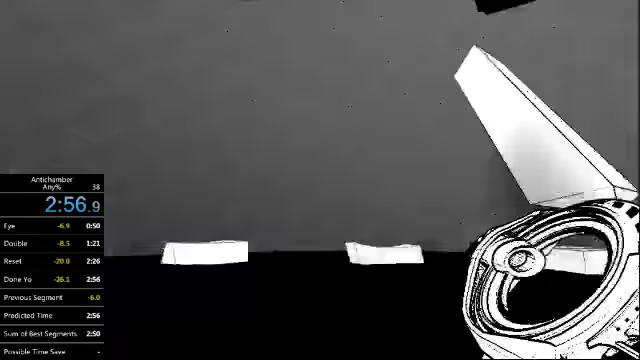 Antichamber
Any% 38
2:56.9
Eye -6.9 0:50
Double -8.5 1:21
Reset -20.0 2:26
Done Yo -26.1 2:56
Previous Segment -6.0
Predicted Time 2:56
Sum of Best Segments 2:50
Possible Time Save -